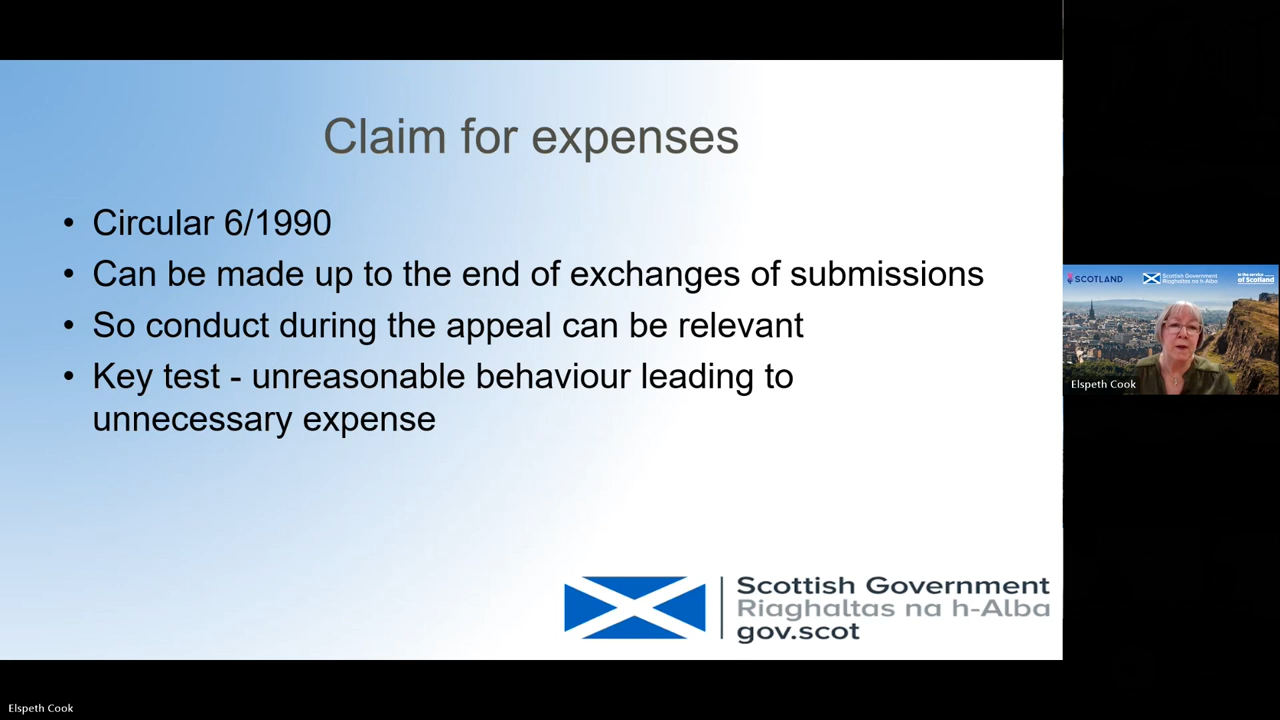 Claim for expenses
• Circular 6/1990
• Can be made up to the end of exchanges of submissions
• So conduct during the appeal can be relevant
• Key test - unreasonable behaviour leading to
unnecessary expense
Scottish Government
Riaghaltas na h-Alba
gov.scot
SCOTLAND
Scottish Government
Riaghaltas na h-Alba
In the service
of Scotland
Elspeth Cook
Elspeth Cook